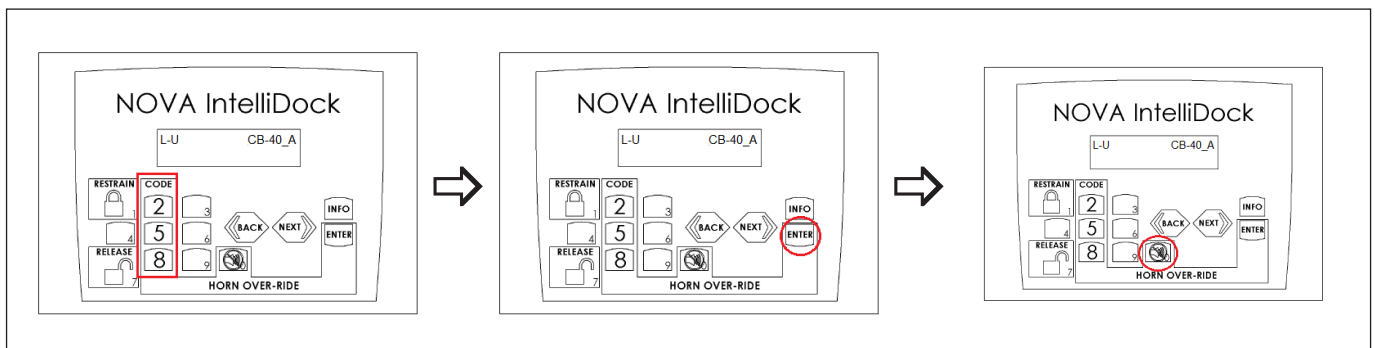 NOVA IntelliDock
L-U CB-40_A
RESTRAIN CODE
1 2 3 INFO
4 5 6 BACK NEXT ENTER
RELEASE
7 8 9
HORN OVER-RIDE
NOVA IntelliDock
L-U CB-40_A
RESTRAIN CODE
1 2 3 INFO
4 5 6 BACK NEXT ENTER
RELEASE
7 8 9
HORN OVER-RIDE
NOVA IntelliDock
L-U CB-40_A
RESTRAIN CODE
1 2 3 INFO
4 5 6 BACK NEXT ENTER
RELEASE
7 8 9
HORN OVER-RIDE